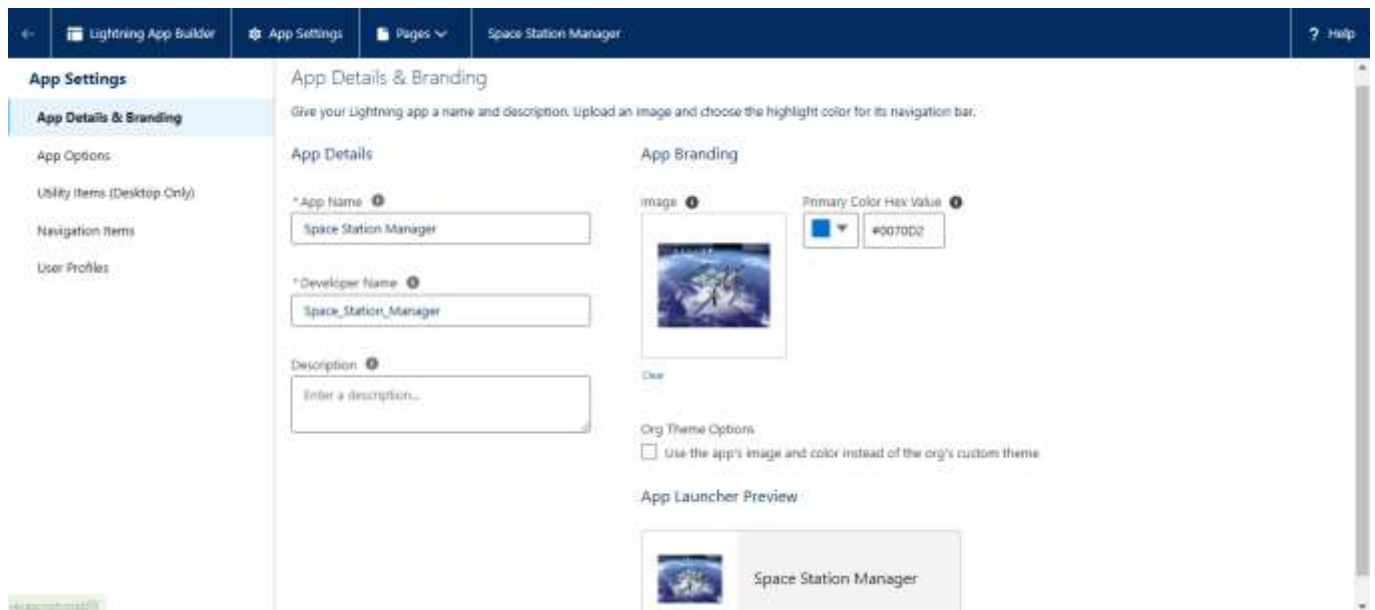 Lightning App Builder App Settings Pages Space Station Manager ? Help
App Settings
App Details & Branding
App Options
Utility Items (Desktop Only)
Navigation Items
User Profiles
App Details & Branding
Give your Lightning app a name and description. Upload an image and choose the highlight color for its navigation bar.
App Details
*App Name
Space Station Manager
*Developer Name
Space_Station_Manager
Description
Enter a description...
App Branding
Image
Primary Color Hex Value
#0070D2
Clear
Org Theme Options
Use the app's image and color instead of the org's custom theme
App Launcher Preview
Space Station Manager